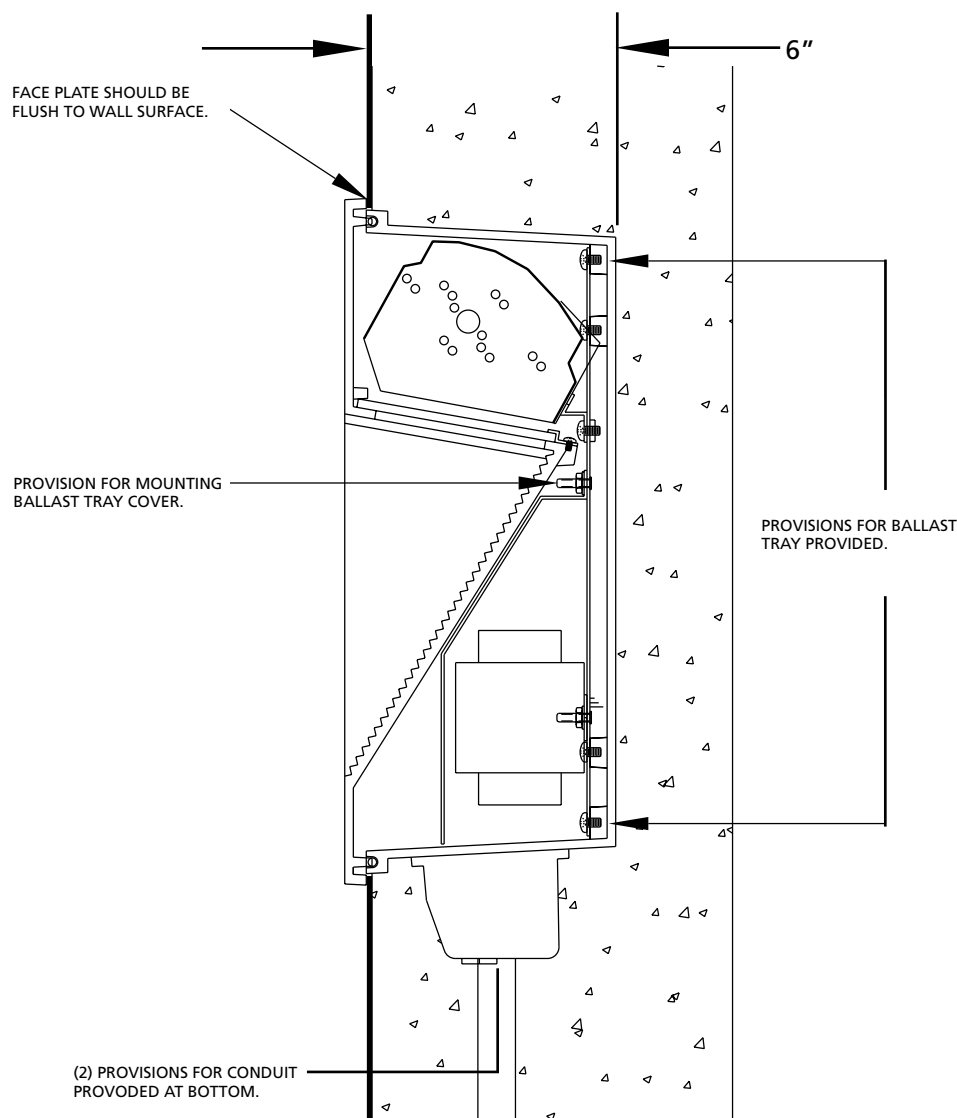 6"
FACE PLATE SHOULD BE
FLUSH TO WALL SURFACE.
PROVISION FOR MOUNTING
BALLAST TRAY COVER.
PROVISIONS FOR BALLAST
TRAY PROVIDED.
(2) PROVISIONS FOR CONDUIT
PROVODED AT BOTTOM.